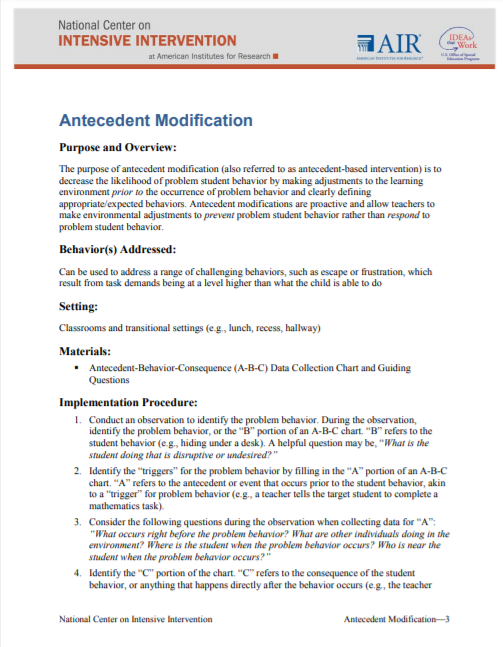 National Center on
INTENSIVE INTERVENTION
at American Institutes for Research
AIR
AMERICAN INSTITUTES FOR RESEARCH
IDEAs
that
Work
U.S. Office of Special
Education Programs
Antecedent Modification
Purpose and Overview:
The purpose of antecedent modification (also referred to as antecedent-based intervention) is to
decrease the likelihood of problem student behavior by making adjustments to the learning
environment prior to the occurrence of problem behavior and clearly defining
appropriate/expected behaviors. Antecedent modifications are proactive and allow teachers to
make environmental adjustments to prevent problem student behavior rather than respond to
problem student behavior.
Behavior(s) Addressed:
Can be used to address a range of challenging behaviors, such as escape or frustration, which
result from task demands being at a level higher than what the child is able to do
Setting:
Classrooms and transitional settings (e.g., lunch, recess, hallway)
Materials:
▪ Antecedent-Behavior-Consequence (A-B-C) Data Collection Chart and Guiding
Questions
Implementation Procedure:
1. Conduct an observation to identify the problem behavior. During the observation,
identify the problem behavior, or the “B” portion of an A-B-C chart. “B” refers to the
student behavior (e.g., hiding under a desk). A helpful question may be, “What is the
student doing that is disruptive or undesired?”
2. Identify the “triggers” for the problem behavior by filling in the “A” portion of an A-B-C
chart. “A” refers to the antecedent or event that occurs prior to the student behavior, akin
to a “trigger” for problem behavior (e.g., a teacher tells the target student to complete a
mathematics task).
3. Consider the following questions during the observation when collecting data for “A”:
“What occurs right before the problem behavior? What are other individuals doing in the
environment? Where is the student when the problem behavior occurs? Who is near the
student when the problem behavior occurs?”
4. Identify the “C” portion of the chart. “C” refers to the consequence of the student
behavior, or anything that happens directly after the behavior occurs (e.g., the teacher
National Center on Intensive Intervention
Antecedent Modification—3